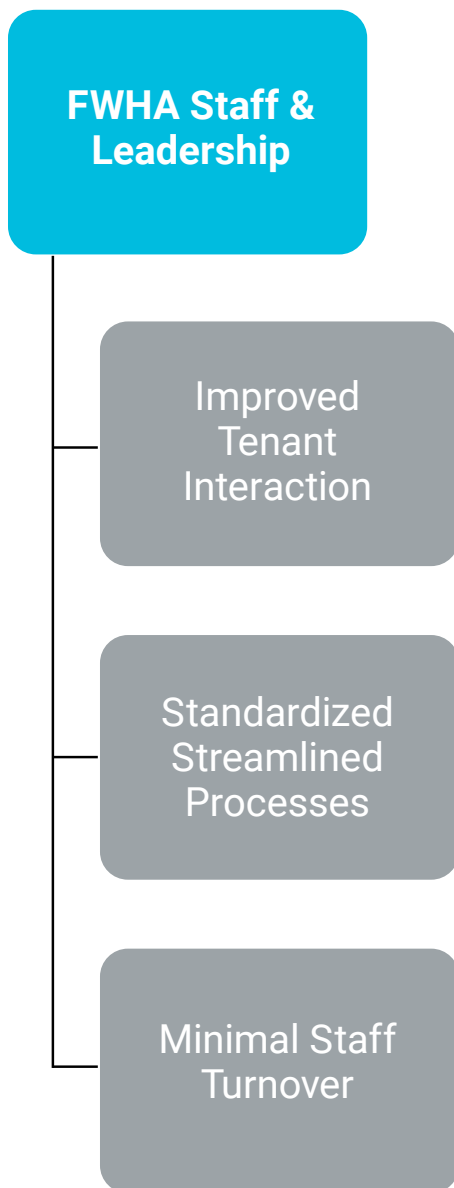 FWHA Staff &
Leadership
Improved
Tenant
Interaction
Standardized
Streamlined
Processes
Minimal Staff
Turnover